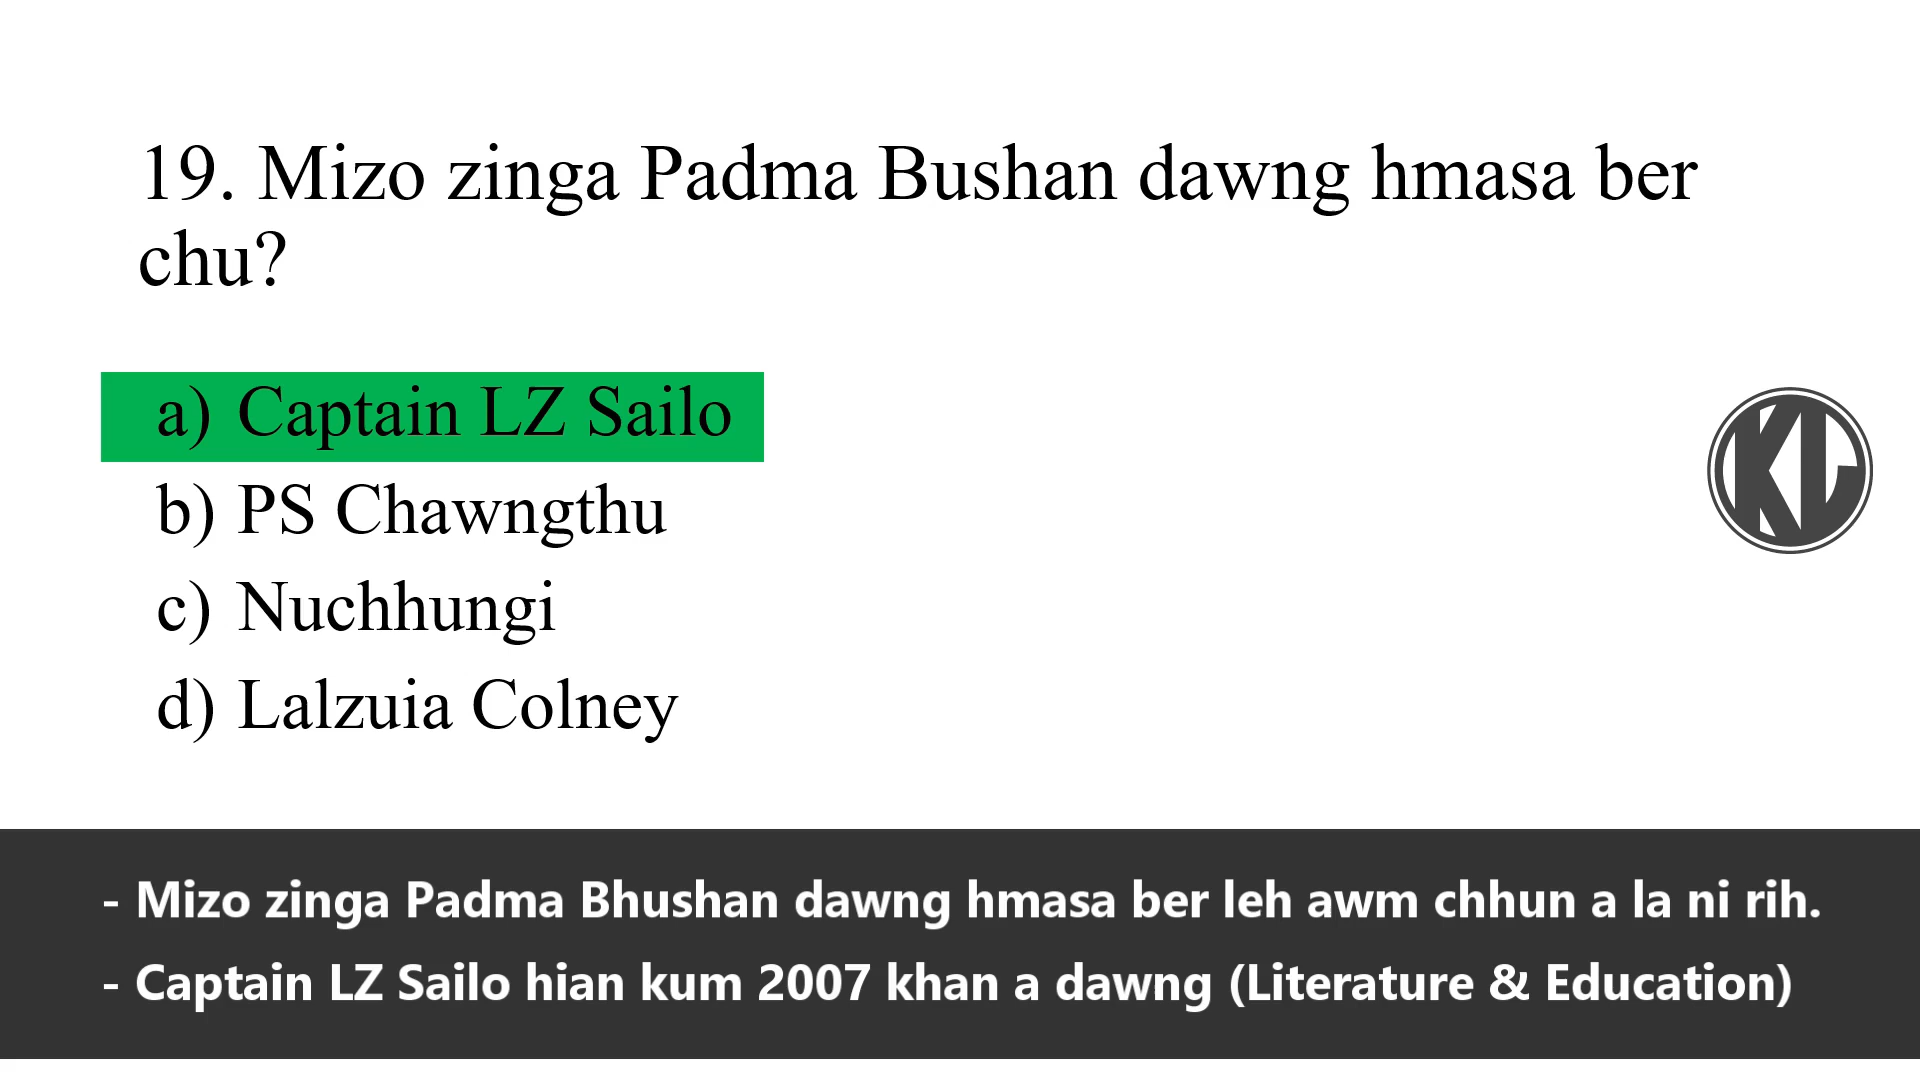 19. Mizo zinga Padma Bushan dawng hmasa ber
chu?
a) Captain LZ Sailo
b) PS Chawngthu
c) Nuchhungi
d) Lalzuia Colney
KL
- Mizo zinga Padma Bhushan dawng hmasa ber leh awm chhun a la ni rih.
- Captain LZ Sailo hian kum 2007 khan a dawng (Literature & Education)